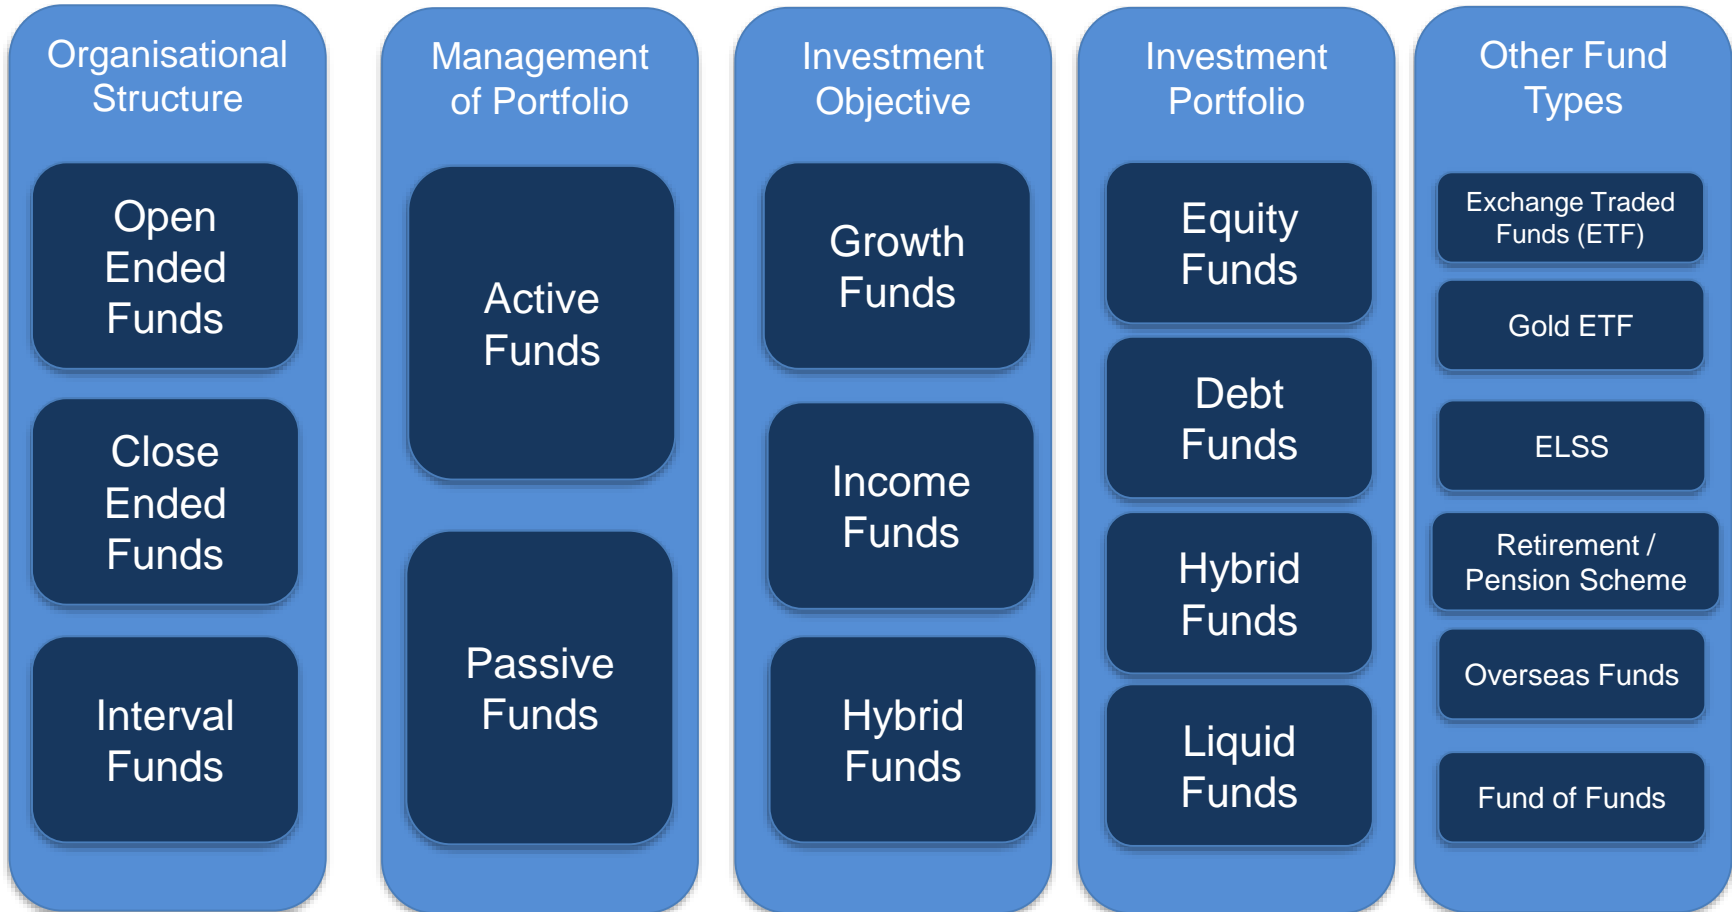 Organisational
Structure
Open
Ended
Funds
Close
Ended
Funds
Interval
Funds
Management
of Portfolio
Active
Funds
Passive
Funds
Investment
Objective
Growth
Funds
Income
Funds
Hybrid
Funds
Investment
Portfolio
Equity
Funds
Debt
Funds
Hybrid
Funds
Liquid
Funds
Other Fund
Types
Exchange Traded
Funds (ETF)
Gold ETF
ELSS
Retirement /
Pension Scheme
Overseas Funds
Fund of Funds